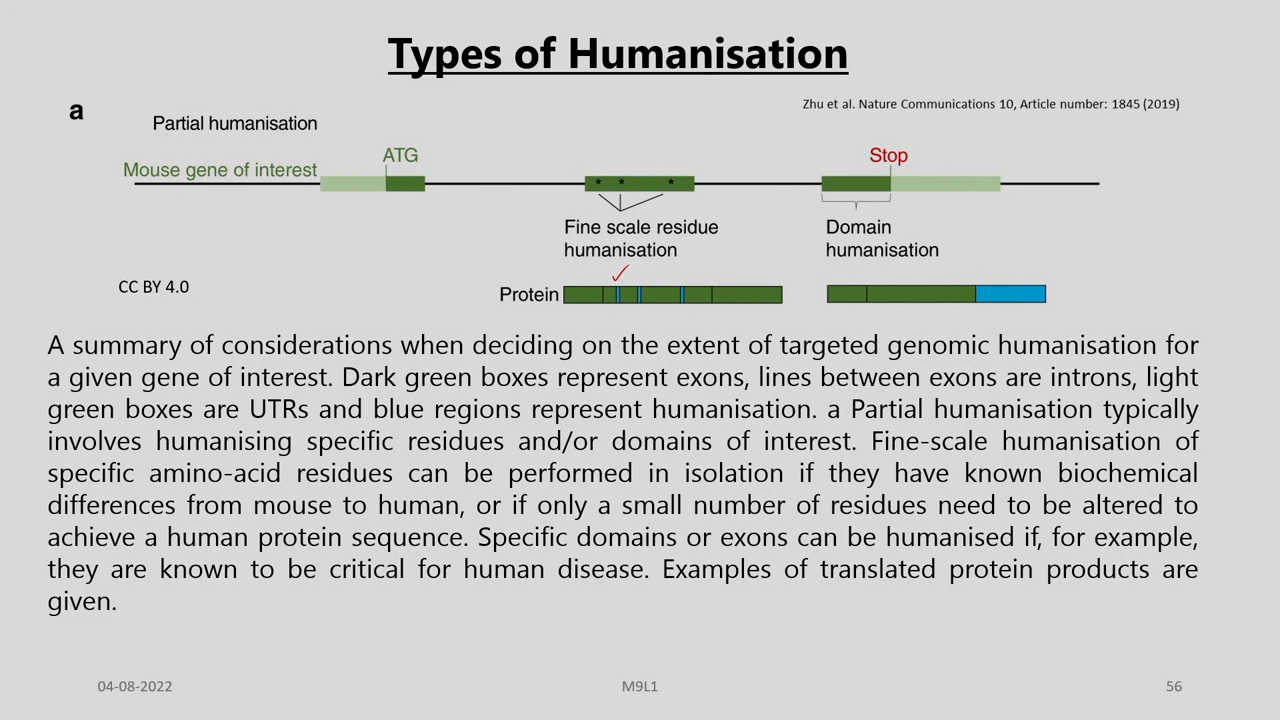 Types of Humanisation
a
Zhu et al. Nature Communications 10, Article number: 1845 (2019)
Partial humanisation
Mouse gene of interest
ATG
Stop
* * *
Fine scale residue
humanisation
Domain
humanisation
CC BY 4.0
Protein
A summary of considerations when deciding on the extent of targeted genomic humanisation for
a given gene of interest. Dark green boxes represent exons, lines between exons are introns, light
green boxes are UTRs and blue regions represent humanisation. a Partial humanisation typically
involves humanising specific residues and/or domains of interest. Fine-scale humanisation of
specific amino-acid residues can be performed in isolation if they have known biochemical
differences from mouse to human, or if only a small number of residues need to be altered to
achieve a human protein sequence. Specific domains or exons can be humanised if, for example,
they are known to be critical for human disease. Examples of translated protein products are
given.
04-08-2022
M9L1
56